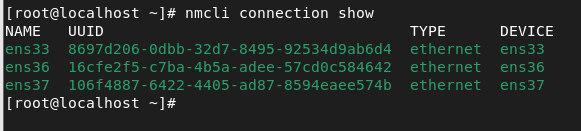 [root@localhost ~]# nmcli connection show
NAME   UUID                                  TYPE      DEVICE
ens33  8697d206-0dbb-32d7-8495-92534d9ab6d4  ethernet  ens33
ens36  16cfe2f5-c7ba-4b5a-adee-57cd0c584642  ethernet  ens36
ens37  106f4887-6422-4405-ad87-8594eaee574b  ethernet  ens37
[root@localhost ~]#